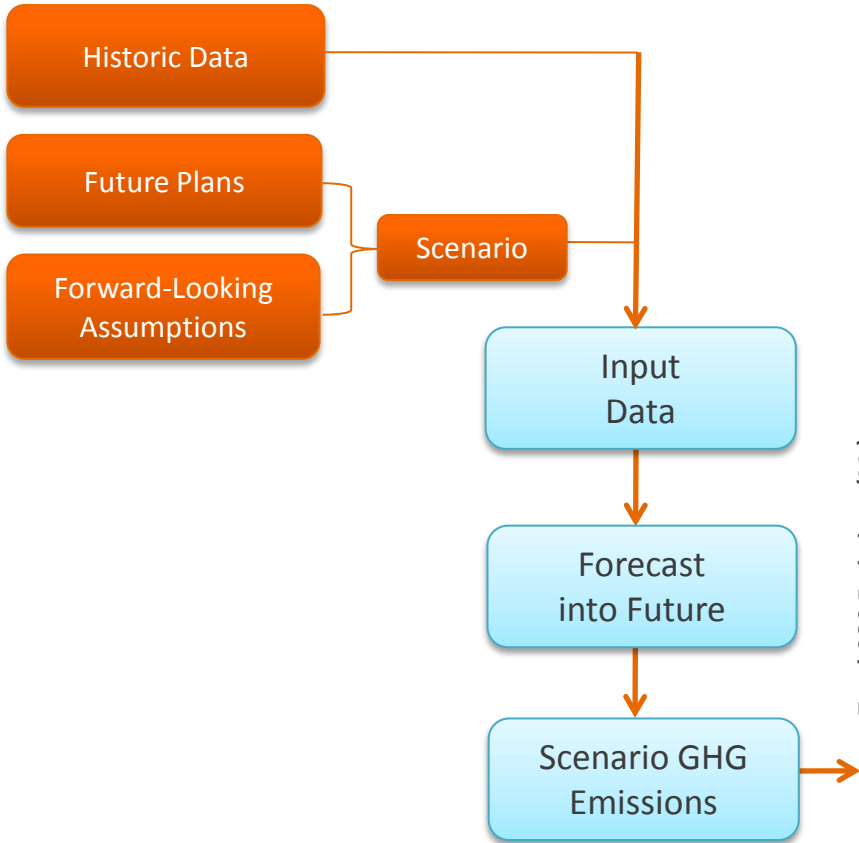 Historic Data
Future Plans
Scenario
Forward-Looking
Assumptions
Input
Data
Forecast
into Future
Scenario GHG
Emissions